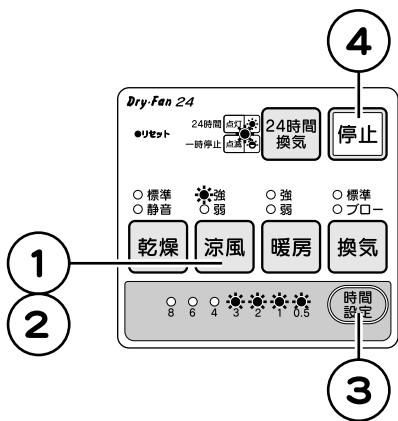 4
Dry·Fan 24
●リセット
24時間 点灯
一時停止 点滅
24時間
換気
停止
標準
静音
強
弱
強
弱
標準
ブロー
乾燥
涼風
暖房
換気
1
2
8 6 4 3 2 1 0.5
時間
設定
3